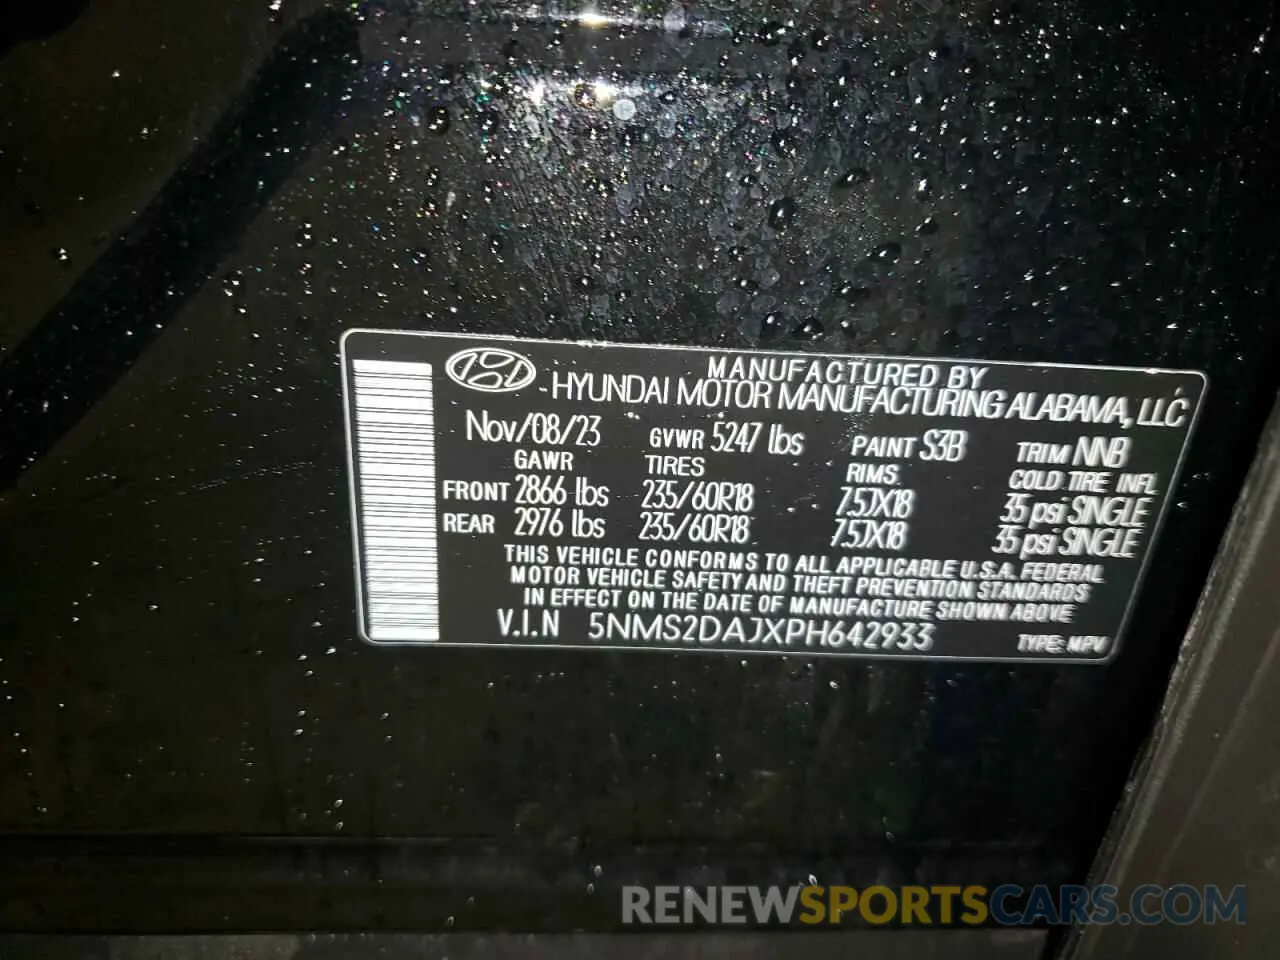 MANUFACTURED BY
- HYUNDAI MOTOR MANUFACTURING ALABAMA, LLC
Nov/08/23 GVWR 5247 lbs PAINT S3B TRIM NNB
GAWR TIRES RIMS COLD TIRE INFL
FRONT 2866 lbs 235/60R18 7.5JX18 35 psi SINGLE
REAR 2976 lbs 235/60R18 7.5JX18 35 psi SINGLE
THIS VEHICLE CONFORMS TO ALL APPLICABLE U.S.A. FEDERAL
MOTOR VEHICLE SAFETY AND THEFT PREVENTION STANDARDS
IN EFFECT ON THE DATE OF MANUFACTURE SHOWN ABOVE
V.I.N 5NMS2DAJXPH642933 TYPE: MPV
RENEWSPORTSCARS.COM